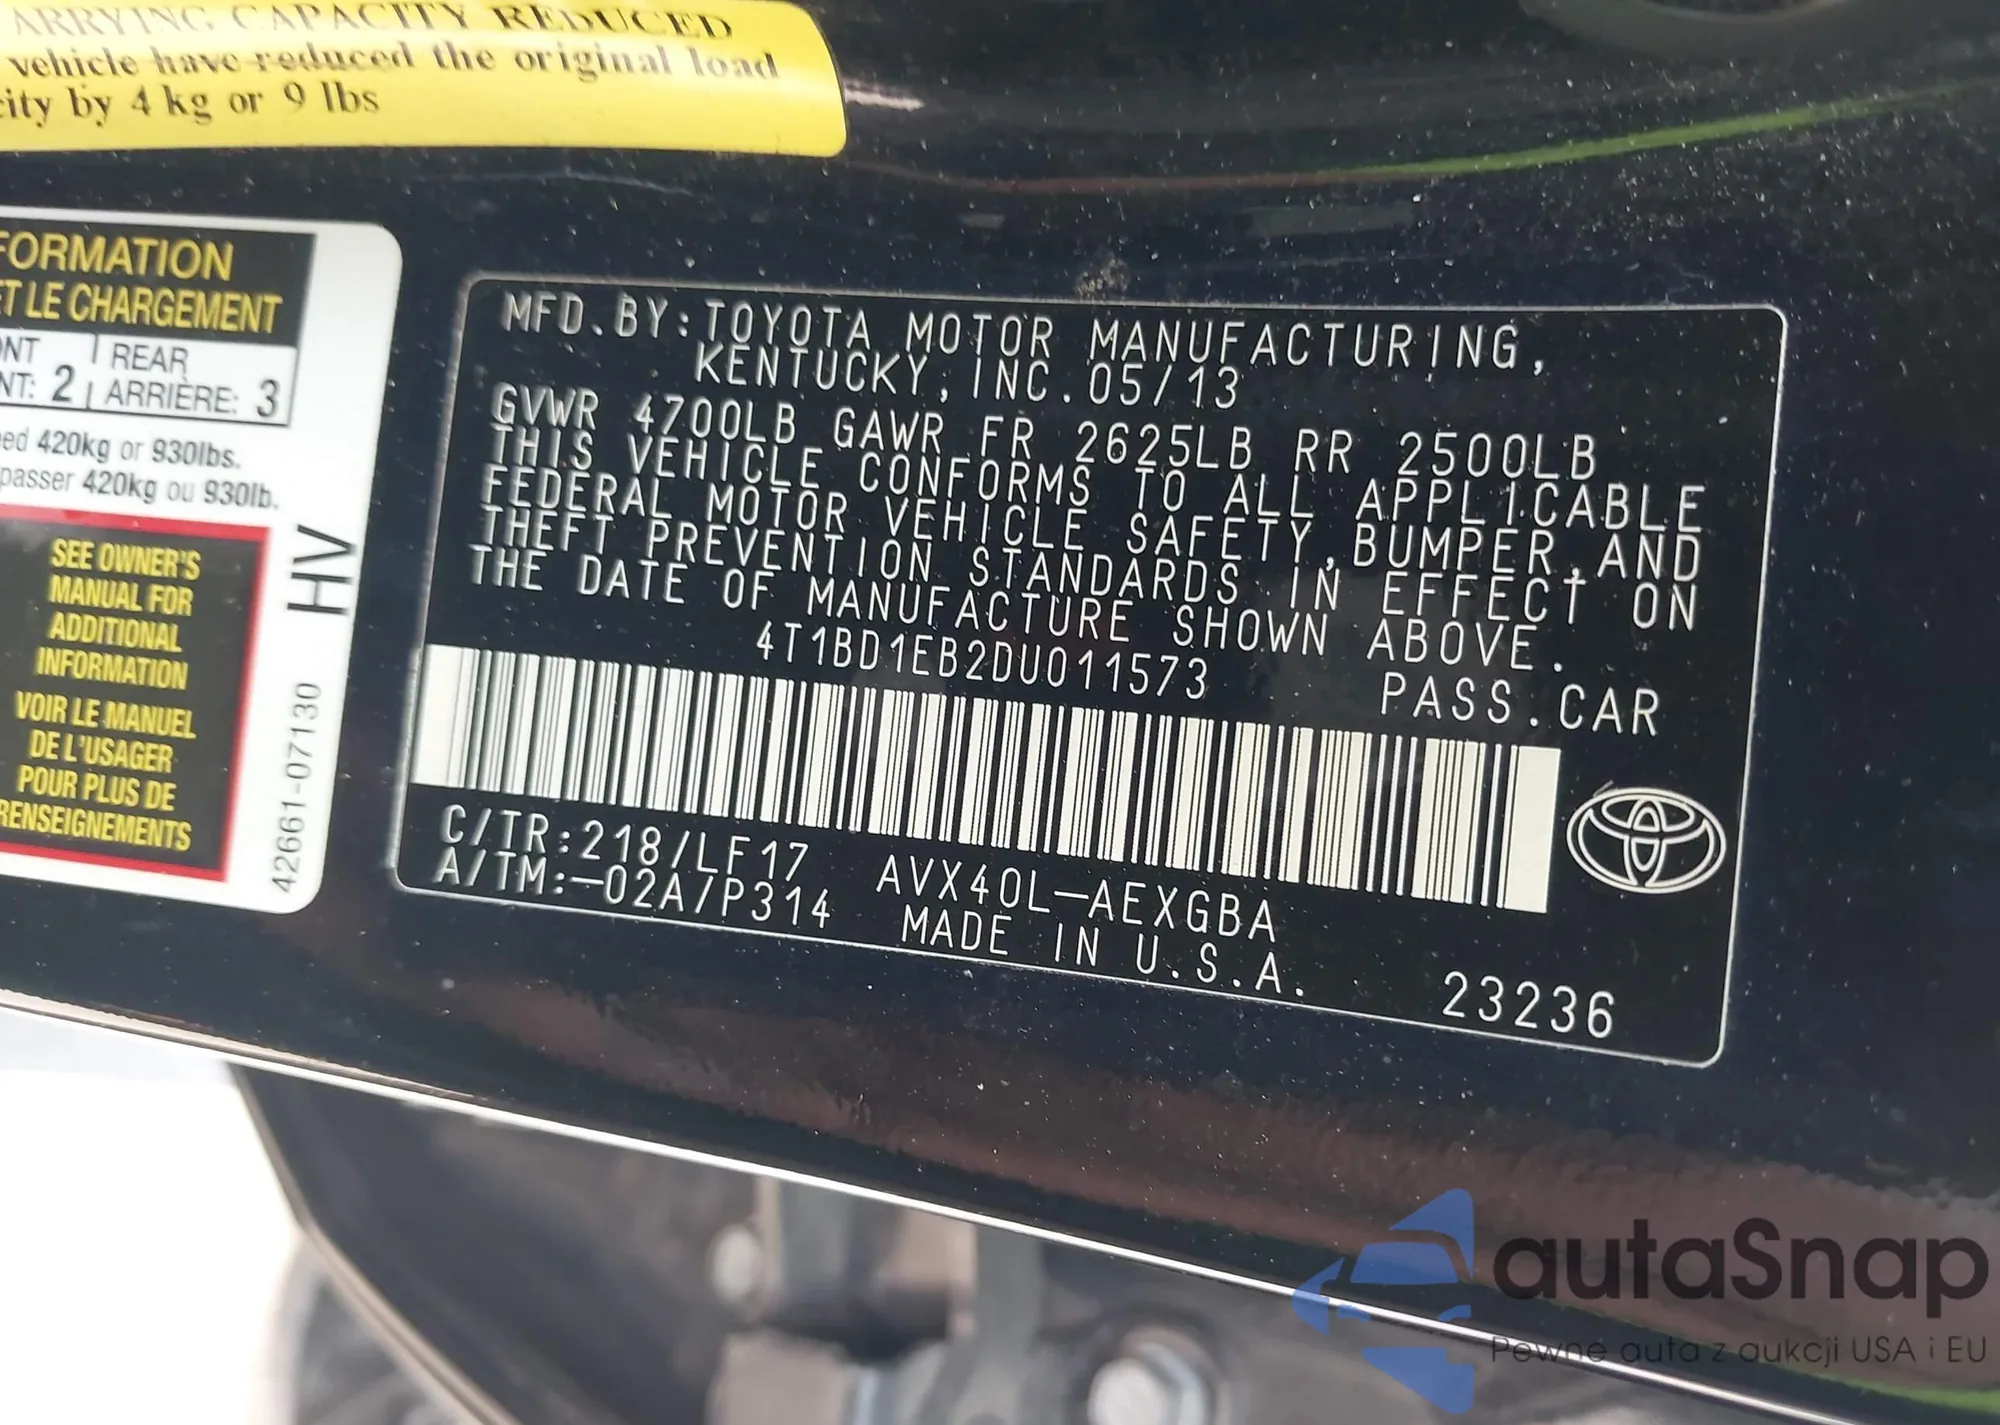 ARRYING CAPACITY REDUCED
vehicle have reduced the original load
city by 4 kg or 9 lbs
FORMATION
ET LE CHARGEMENT
ONT | REAR
NT: 2 | ARRIÈRE: 3
ed 420kg or 930lbs.
passer 420kg ou 930lb.
SEE OWNER'S
MANUAL FOR
ADDITIONAL
INFORMATION
VOIR LE MANUEL
DE L'USAGER
POUR PLUS DE
RENSEIGNEMENTS
HV
42661-07130
MFD.BY:TOYOTA MOTOR MANUFACTURING,
KENTUCKY, INC.05/13
GVWR 4700LB GAWR FR 2625LB RR 2500LB
THIS VEHICLE CONFORMS TO ALL APPLICABLE
FEDERAL MOTOR VEHICLE SAFETY,BUMPER,AND
THEFT PREVENTION STANDARDS IN EFFECT ON
THE DATE OF MANUFACTURE SHOWN ABOVE.
4T1BD1EB2DU011573
PASS.CAR
C/TR:218/LF17 AVX40L-AEXGBA
A/TM:-02A/P314 MADE IN U.S.A.
23236
autaSnap
Pewne auta z aukcji USA i EU